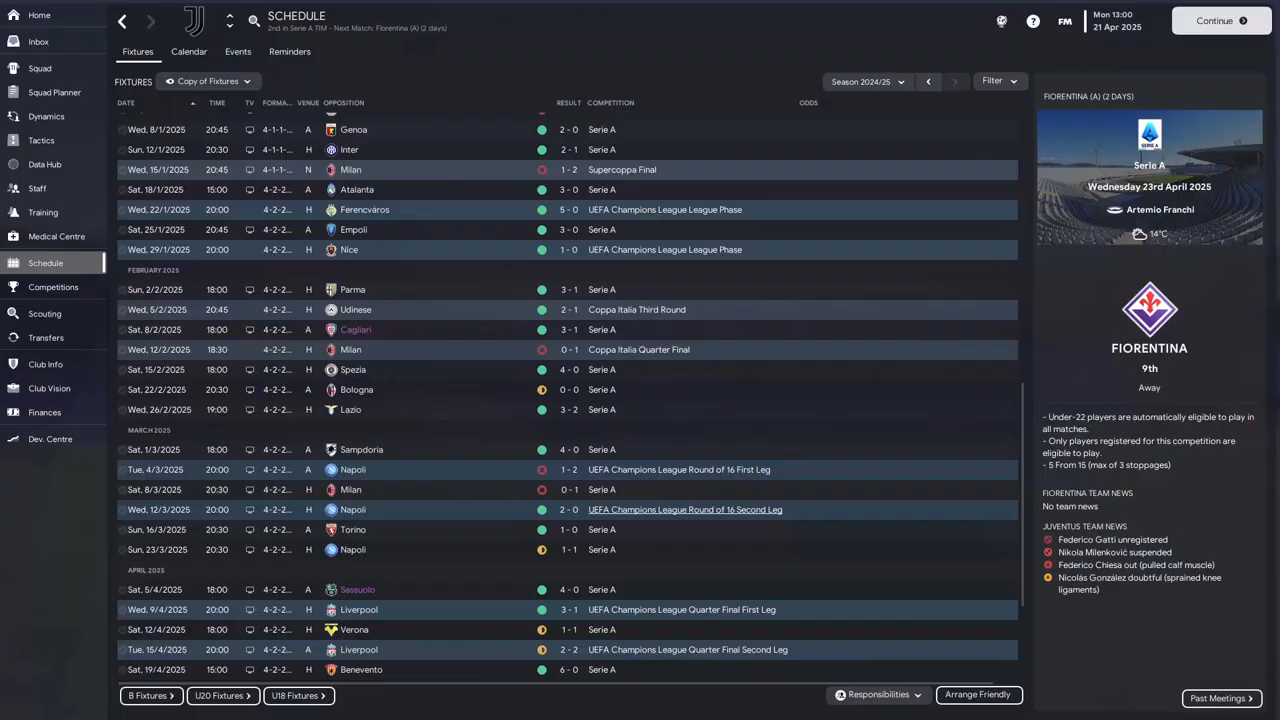 Home
SCHEDULE
2nd in Serie A TIM - Next Match: Fiorentina (A) (2 days)
FM
Mon 13:00
21 Apr 2025
Continue
Inbox
Squad
Squad Planner
Dynamics
Tactics
Data Hub
Staff
Training
Medical Centre
Schedule
Competitions
Scouting
Transfers
Club Info
Club Vision
Finances
Dev. Centre
Fixtures Calendar Events Reminders
FIXTURES Copy of Fixtures Season 2024/25 Filter
DATE TIME TV FORMA... VENUE OPPOSITION RESULT COMPETITION ODDS
Wed, 8/1/2025 20:45 4-1-1-... A Genoa 2 - 0 Serie A
Sun, 12/1/2025 20:30 4-1-1-... H Inter 2 - 1 Serie A
Wed, 15/1/2025 20:45 4-1-1-... N Milan 1 - 2 Supercoppa Final
Sat, 18/1/2025 15:00 4-2-2... A Atalanta 3 - 0 Serie A
Wed, 22/1/2025 20:00 4-2-2... H Ferencváros 5 - 0 UEFA Champions League League Phase
Sat, 25/1/2025 20:45 4-2-2... A Empoli 3 - 0 Serie A
Wed, 29/1/2025 20:00 4-2-2... H Nice 1 - 0 UEFA Champions League League Phase
FEBRUARY 2025
Sun, 2/2/2025 18:00 4-2-2... H Parma 3 - 1 Serie A
Wed, 5/2/2025 20:45 4-2-2... H Udinese 2 - 1 Coppa Italia Third Round
Sat, 8/2/2025 18:00 4-2-2... A Cagliari 3 - 1 Serie A
Wed, 12/2/2025 18:30 4-2-2... H Milan 0 - 1 Coppa Italia Quarter Final
Sat, 15/2/2025 18:00 4-2-2... H Spezia 4 - 0 Serie A
Sat, 22/2/2025 20:30 4-2-2... A Bologna 0 - 0 Serie A
Wed, 26/2/2025 19:00 4-2-2... H Lazio 3 - 2 Serie A
MARCH 2025
Sat, 1/3/2025 18:00 4-2-2... A Sampdoria 4 - 0 Serie A
Tue, 4/3/2025 20:00 4-2-2... A Napoli 1 - 2 UEFA Champions League Round of 16 First Leg
Sat, 8/3/2025 20:30 4-2-2... H Milan 0 - 1 Serie A
Wed, 12/3/2025 20:00 4-2-2... H Napoli 2 - 0 UEFA Champions League Round of 16 Second Leg
Sun, 16/3/2025 20:30 4-2-2... A Torino 1 - 0 Serie A
Sun, 23/3/2025 20:30 4-2-2... H Napoli 1 - 1 Serie A
APRIL 2025
Sat, 5/4/2025 18:00 4-2-2... A Sassuolo 4 - 0 Serie A
Wed, 9/4/2025 20:00 4-2-2... H Liverpool 3 - 1 UEFA Champions League Quarter Final First Leg
Sat, 12/4/2025 18:00 4-2-2... H Verona 1 - 1 Serie A
Tue, 15/4/2025 20:00 4-2-2... A Liverpool 2 - 2 UEFA Champions League Quarter Final Second Leg
Sat, 19/4/2025 15:00 4-2-2... H Benevento 6 - 0 Serie A
B Fixtures U20 Fixtures U18 Fixtures Responsibilities Arrange Friendly
FIORENTINA (A) (2 DAYS)
SERIE A
Serie A
Wednesday 23rd April 2025
Artemio Franchi
14°C
FIORENTINA
9th
Away
- Under-22 players are automatically eligible to play in
all matches.
- Only players registered for this competition are
eligible to play.
- 5 From 15 (max of 3 stoppages)
FIORENTINA TEAM NEWS
No team news
JUVENTUS TEAM NEWS
Federico Gatti unregistered
Nikola Milenković suspended
Federico Chiesa out (pulled calf muscle)
Nicolás González doubtful (sprained knee
ligaments)
Past Meetings